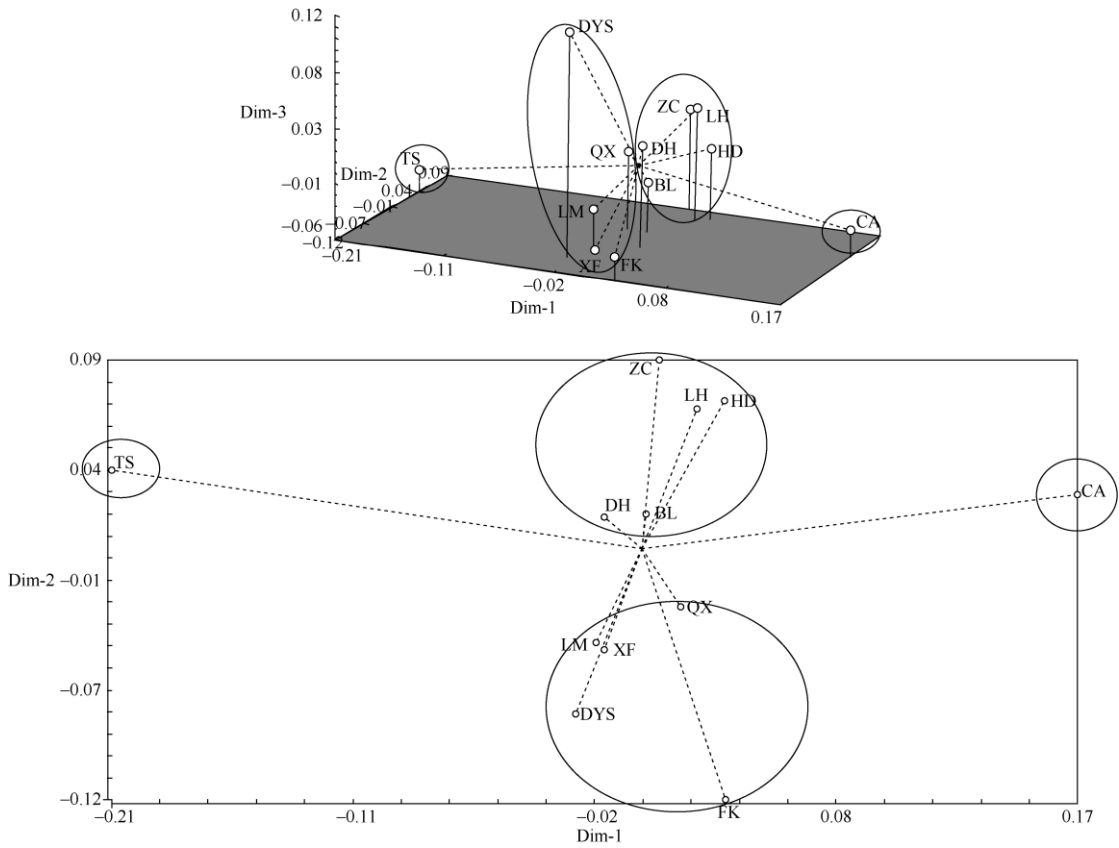 0.12
DYS
0.08
ZC
LH
Dim-3
0.03
QX
DH
HD
TS
Dim-2
0.09
BL
−0.01
0.04
−0.01
LM
CA
−0.06
−0.07
−0.12
XF
FK
−0.21
−0.11
−0.02
0.08
Dim-1
0.17
0.09
ZC
LH
HD
0.04
TS
CA
DH
BL
Dim-2
−0.01
QX
LM
XF
−0.07
DYS
−0.12
FK
−0.21
−0.11
−0.02
0.08
0.17
Dim-1